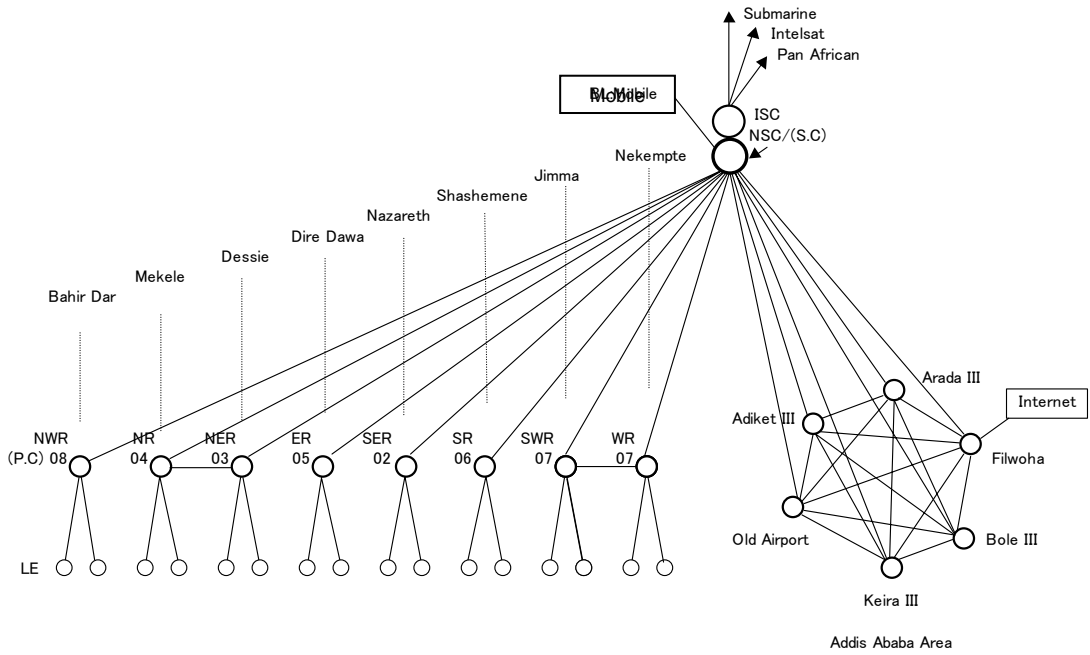 Submarine
Intelsat
Pan African
Mobile
ISC
NSC/(S.C)
Nekempte
Jimma
Shashemene
Nazareth
Dire Dawa
Dessie
Mekele
Bahir Dar
Arada III
Internet
Adiket III
Filwoha
NWR NR NER ER SER SR SWR WR
(P.C) 08 04 03 05 02 06 07 07
Old Airport
Bole III
LE
Keira III
Addis Ababa Area